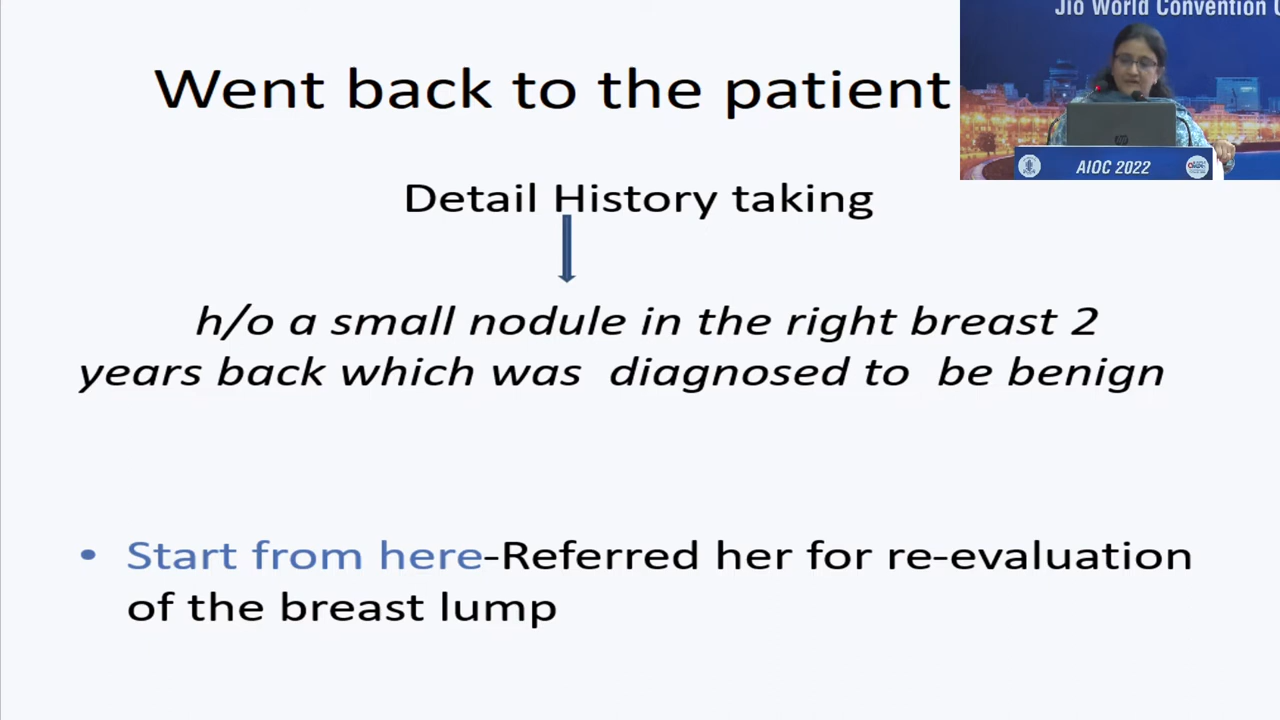 Jio World Convention
Went back to the patient
AIOC 2022
Detail History taking
h/o a small nodule in the right breast 2
years back which was diagnosed to be benign
• Start from here-Referred her for re-evaluation
of the breast lump